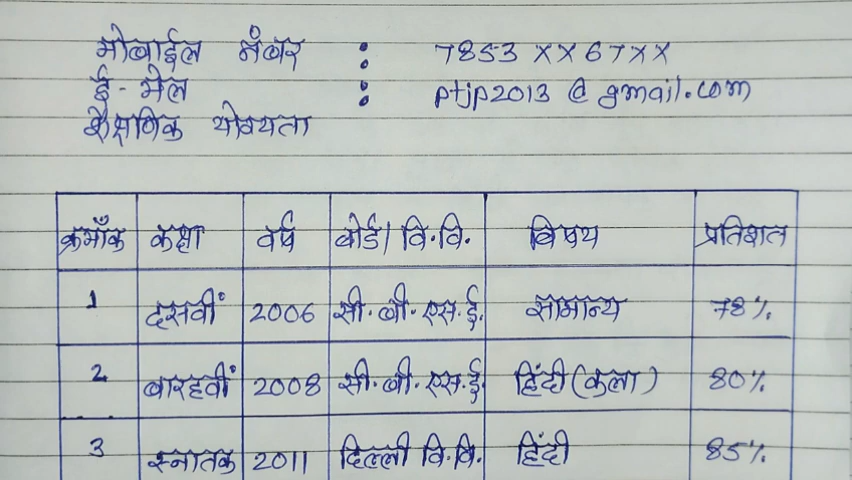 मोबाईल नंबर : 7853 XX67XX
ई-मेल : ptjp2013@gmail.com
शैक्षणिक योग्यता
क्रमाँक कक्षा वर्ष बोर्ड/वि.वि. विषय प्रतिशत
1 दसवीं 2006 सी.बी.एस.ई. सामान्य 78%
2 बारहवीं 2008 सी.बी.एस.ई. हिंदी (कला) 80%
3 स्नातक 2011 दिल्ली वि.वि. हिंदी 85%